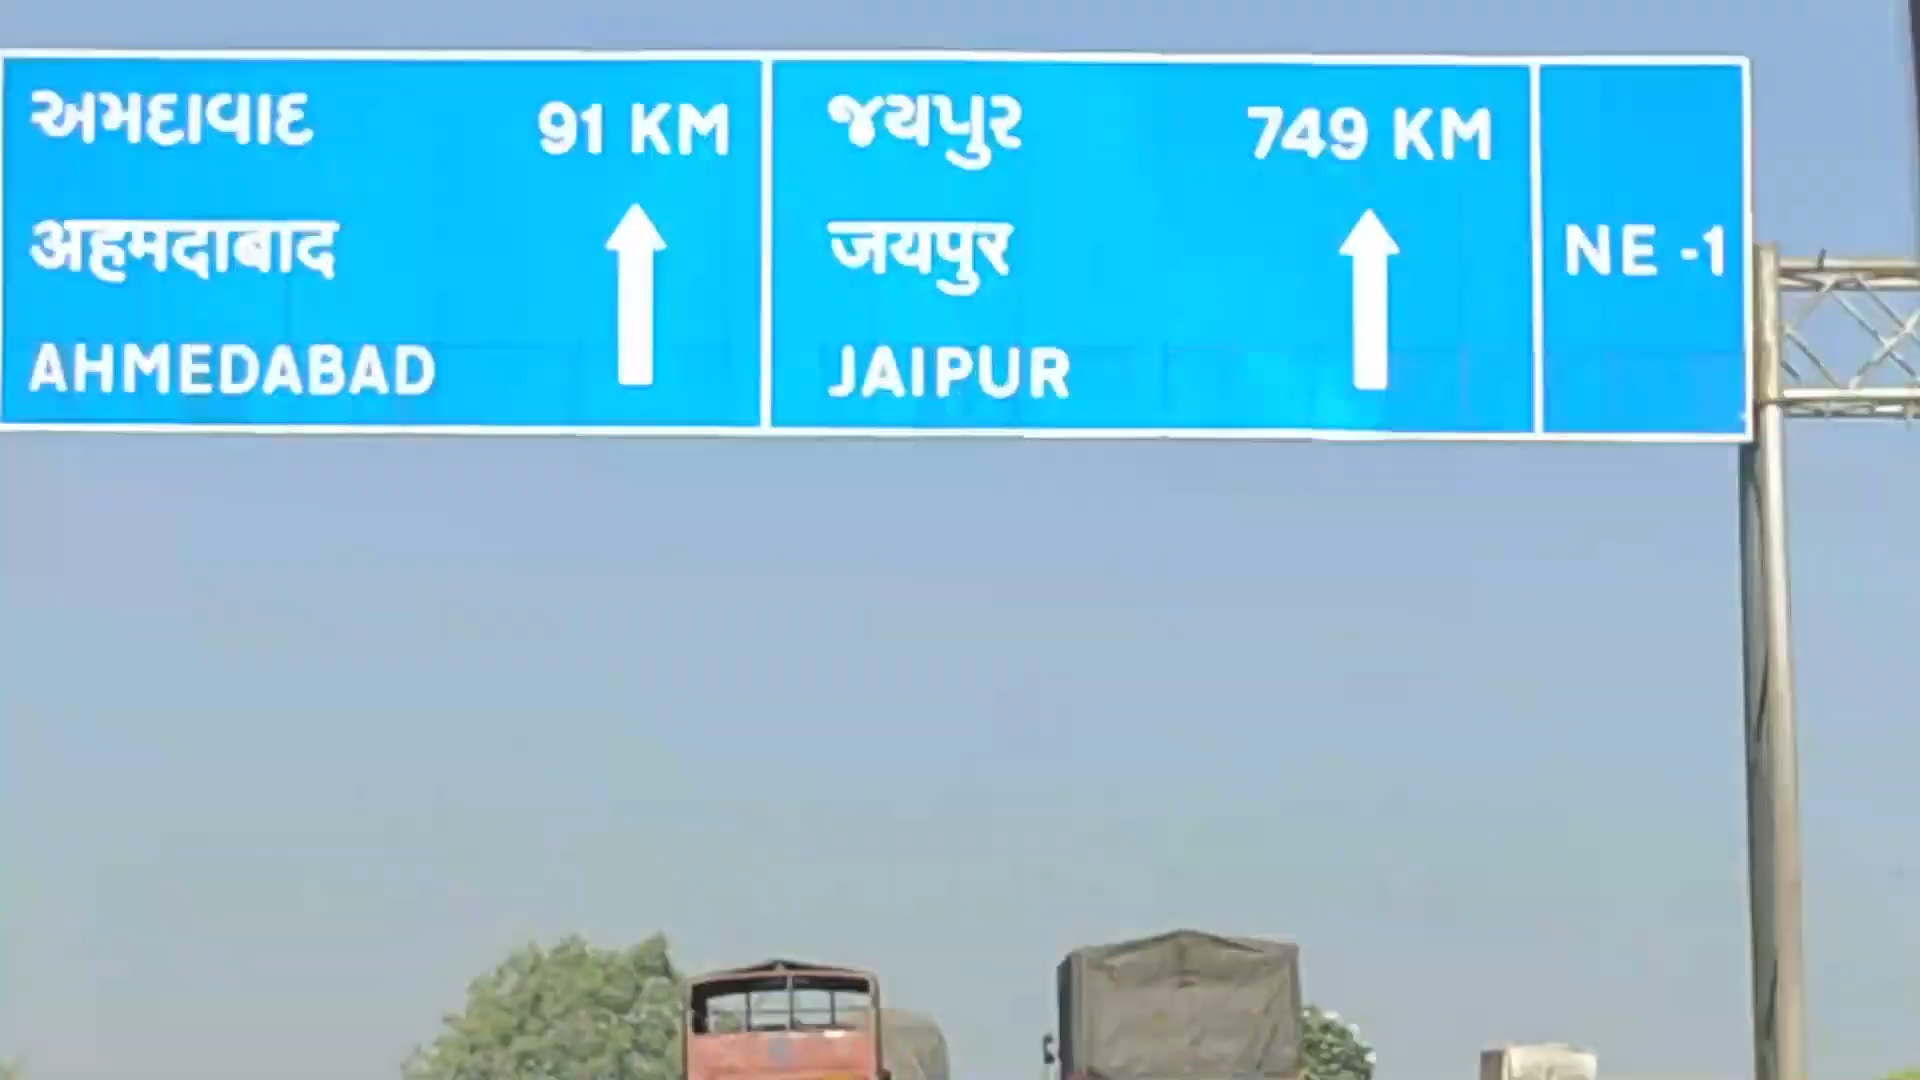 અમદાવાદ 91 KM
अहमदाबाद
AHMEDABAD
જયપુર 749 KM
जयपुर
JAIPUR
NE -1